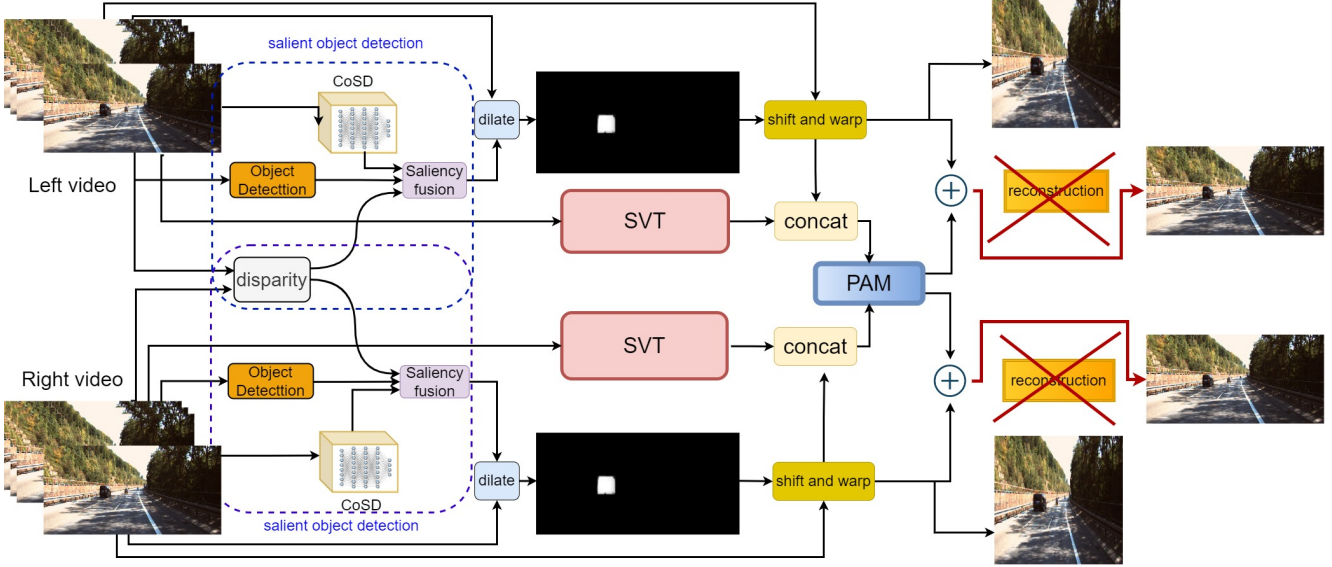 salient object detection
CoSD
dilate
shift and warp
Object
Detecttion
Saliency
fusion
Left video
reconstruction
SVT
concat
disparity
PAM
SVT
concat
Right video
Object
Detecttion
Saliency
fusion
reconstruction
dilate
shift and warp
CoSD
salient object detection